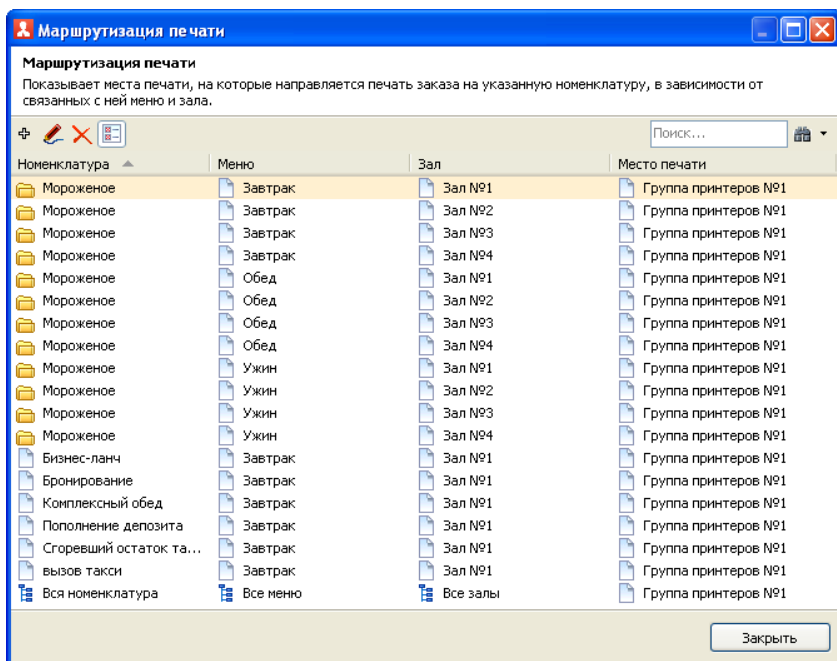 Маршрутизация печати
Маршрутизация печати
Показывает места печати, на которые направляется печать заказа на указанную номенклатуру, в зависимости от
связанных с ней меню и зала.
Поиск...
Номенклатура Меню Зал Место печати
Мороженое Завтрак Зал №1 Группа принтеров №1
Мороженое Завтрак Зал №2 Группа принтеров №1
Мороженое Завтрак Зал №3 Группа принтеров №1
Мороженое Завтрак Зал №4 Группа принтеров №1
Мороженое Обед Зал №1 Группа принтеров №1
Мороженое Обед Зал №2 Группа принтеров №1
Мороженое Обед Зал №3 Группа принтеров №1
Мороженое Обед Зал №4 Группа принтеров №1
Мороженое Ужин Зал №1 Группа принтеров №1
Мороженое Ужин Зал №2 Группа принтеров №1
Мороженое Ужин Зал №3 Группа принтеров №1
Мороженое Ужин Зал №4 Группа принтеров №1
Бизнес-ланч Завтрак Зал №1 Группа принтеров №1
Бронирование Завтрак Зал №1 Группа принтеров №1
Комплексный обед Завтрак Зал №1 Группа принтеров №1
Пополнение депозита Завтрак Зал №1 Группа принтеров №1
Сгоревший остаток та... Завтрак Зал №1 Группа принтеров №1
вызов такси Завтрак Зал №1 Группа принтеров №1
Вся номенклатура Все меню Все залы Группа принтеров №1
Закрыть